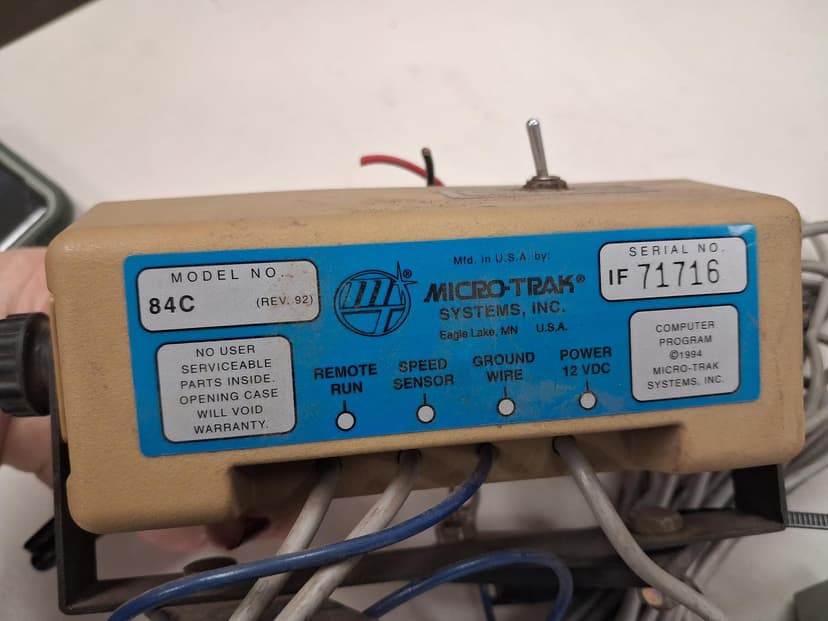 MODEL NO.
84C (REV. 92)
NO USER
SERVICEABLE
PARTS INSIDE.
OPENING CASE
WILL VOID
WARRANTY.
Mfd. in U.S.A. by:
MT®
MICRO-TRAK®
SYSTEMS, INC.
Eagle Lake, MN U.S.A.
SERIAL NO.
IF 71716
COMPUTER
PROGRAM
©1994
MICRO-TRAK
SYSTEMS, INC.
REMOTE
RUN
SPEED
SENSOR
GROUND
WIRE
POWER
12 VDC